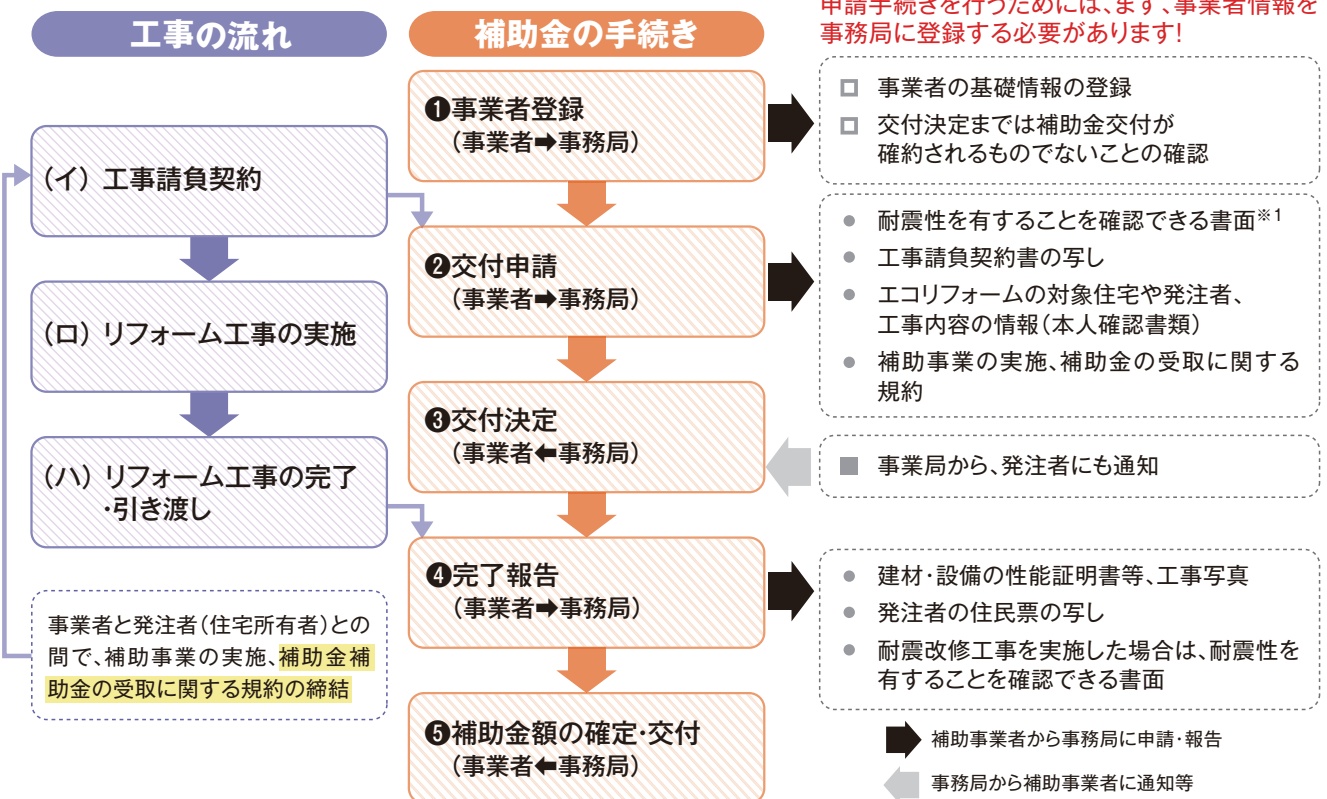 申請手続きを行うためには、まず、事業者情報を
事務局に登録する必要があります!
工事の流れ
補助金の手続き
(イ) 工事請負契約
(ロ) リフォーム工事の実施
(ハ) リフォーム工事の完了
・引き渡し
事業者と発注者(住宅所有者)との
間で、補助事業の実施、補助金補
助金の受取に関する規約の締結
❶事業者登録
(事業者➡事務局)
❷交付申請
(事業者➡事務局)
❸交付決定
(事業者⬅事務局)
❹完了報告
(事業者➡事務局)
❺補助金額の確定・交付
(事業者⬅事務局)
□ 事業者の基礎情報の登録
□ 交付決定までは補助金交付が
確約されるものでないことの確認
● 耐震性を有することを確認できる書面※1
● 工事請負契約書の写し
● エコリフォームの対象住宅や発注者、
工事内容の情報(本人確認書類)
● 補助事業の実施、補助金の受取に関する
規約
■ 事業局から、発注者にも通知
● 建材・設備の性能証明書等、工事写真
● 発注者の住民票の写し
● 耐震改修工事を実施した場合は、耐震性を
有することを確認できる書面
補助事業者から事務局に申請・報告
事務局から補助事業者に通知等